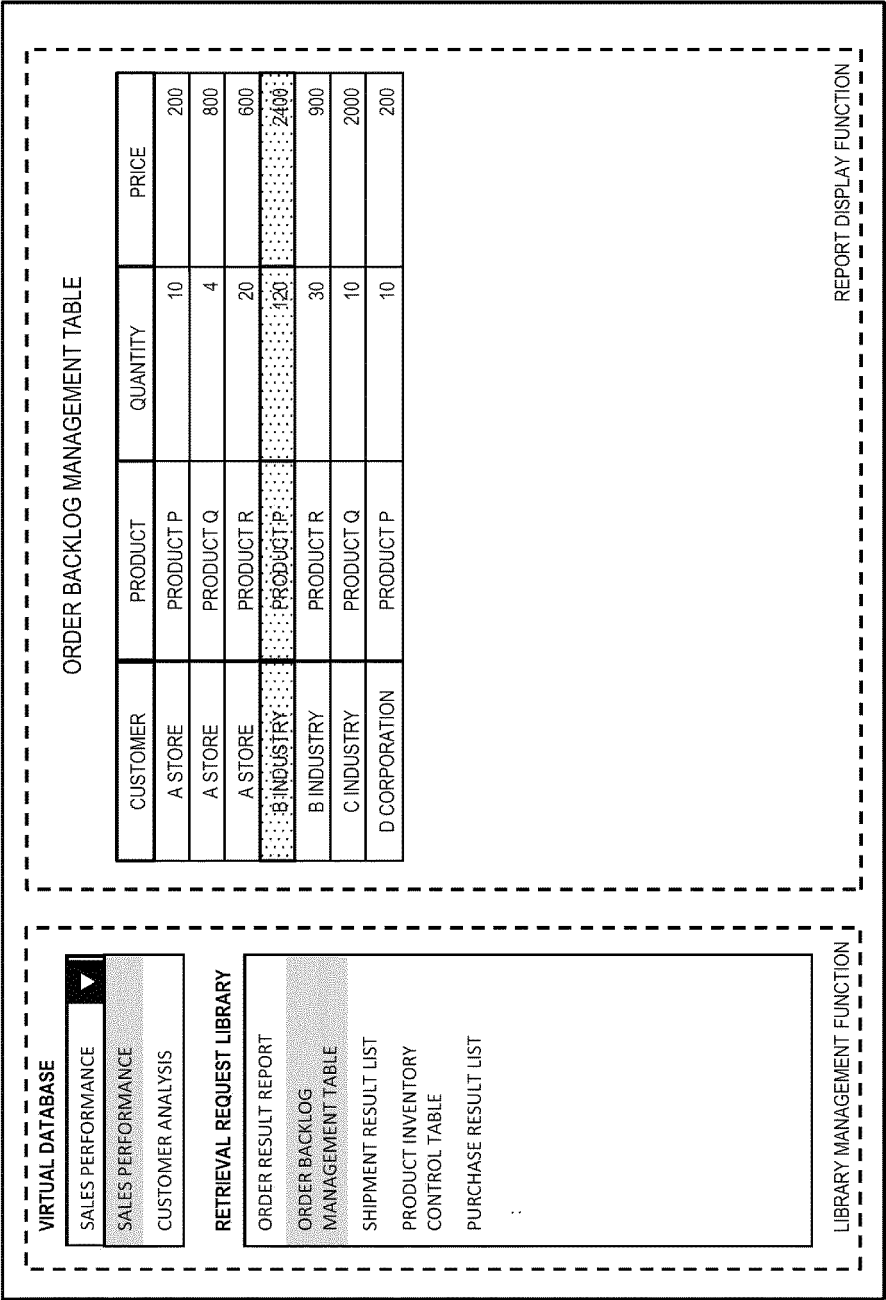 VIRTUAL DATABASE
SALES PERFORMANCE
SALES PERFORMANCE
CUSTOMER ANALYSIS
RETRIEVAL REQUEST LIBRARY
ORDER RESULT REPORT
ORDER BACKLOG
MANAGEMENT TABLE
SHIPMENT RESULT LIST
PRODUCT INVENTORY
CONTROL TABLE
PURCHASE RESULT LIST
:
LIBRARY MANAGEMENT FUNCTION
ORDER BACKLOG MANAGEMENT TABLE
CUSTOMER PRODUCT QUANTITY PRICE
A STORE PRODUCT P 10 200
A STORE PRODUCT Q 4 800
A STORE PRODUCT R 20 600
B INDUSTRY PRODUCT P 120 2400
B INDUSTRY PRODUCT R 30 900
C INDUSTRY PRODUCT Q 10 2000
D CORPORATION PRODUCT P 10 200
REPORT DISPLAY FUNCTION